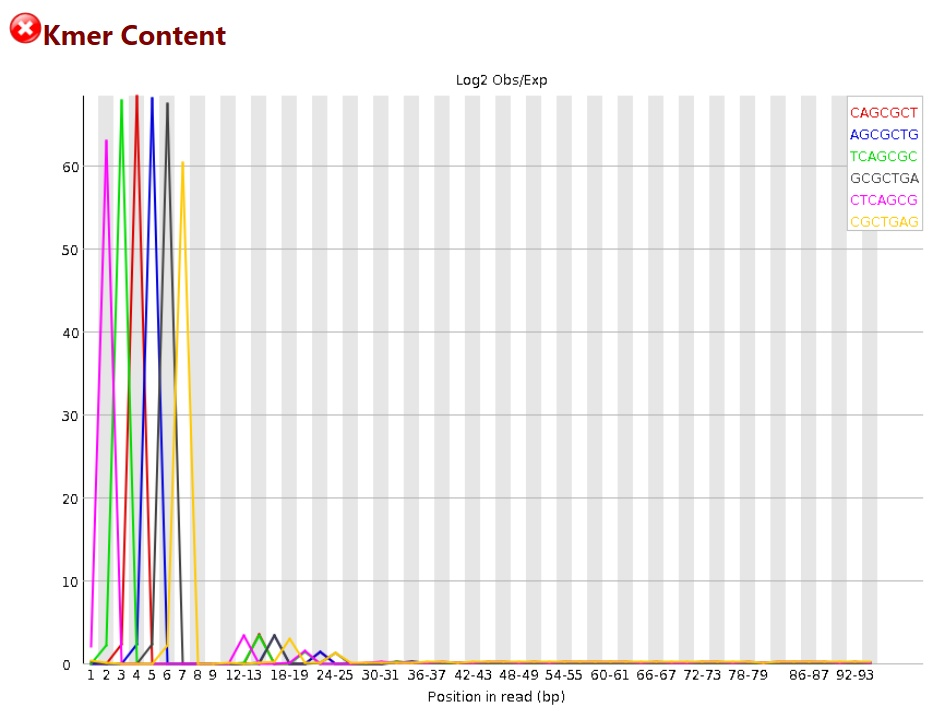 Kmer Content
Log2 Obs/Exp
CAGCGCT
AGCGCTG
TCAGCGC
GCGCTGA
CTCAGCG
CGCTGAG
60
50
40
30
20
10
0
1 2 3 4 5 6 7 8 9 12-13 18-19 24-25 30-31 36-37 42-43 48-49 54-55 60-61 66-67 72-73 78-79 86-87 92-93
Position in read (bp)